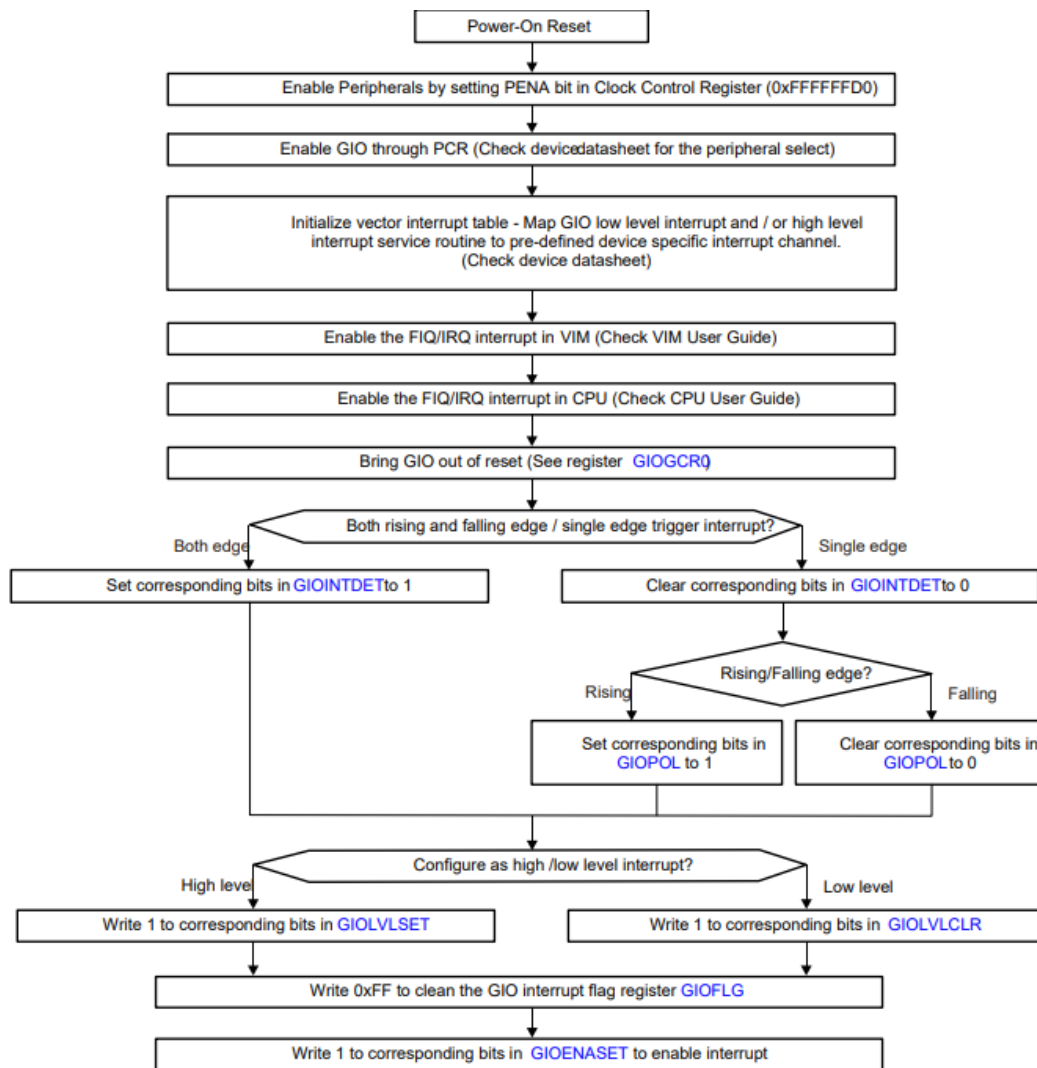 Power-On Reset
Enable Peripherals by setting PENA bit in Clock Control Register (0xFFFFFFD0)
Enable GIO through PCR (Check devicedatasheet for the peripheral select)
Initialize vector interrupt table - Map GIO low level interrupt and / or high level
interrupt service routine to pre-defined device specific interrupt channel.
(Check device datasheet)
Enable the FIQ/IRQ interrupt in VIM (Check VIM User Guide)
Enable the FIQ/IRQ interrupt in CPU (Check CPU User Guide)
Bring GIO out of reset (See register GIOGCR0)
Both rising and falling edge / single edge trigger interrupt?
Both edge
Single edge
Set corresponding bits in GIOINTDET to 1
Clear corresponding bits in GIOINTDET to 0
Rising/Falling edge?
Rising
Falling
Set corresponding bits in
GIOPOL to 1
Clear corresponding bits in
GIOPOL to 0
Configure as high /low level interrupt?
High level
Low level
Write 1 to corresponding bits in GIOLVLSET
Write 1 to corresponding bits in GIOLVLCLR
Write 0xFF to clean the GIO interrupt flag register GIOFLG
Write 1 to corresponding bits in GIOENASET to enable interrupt